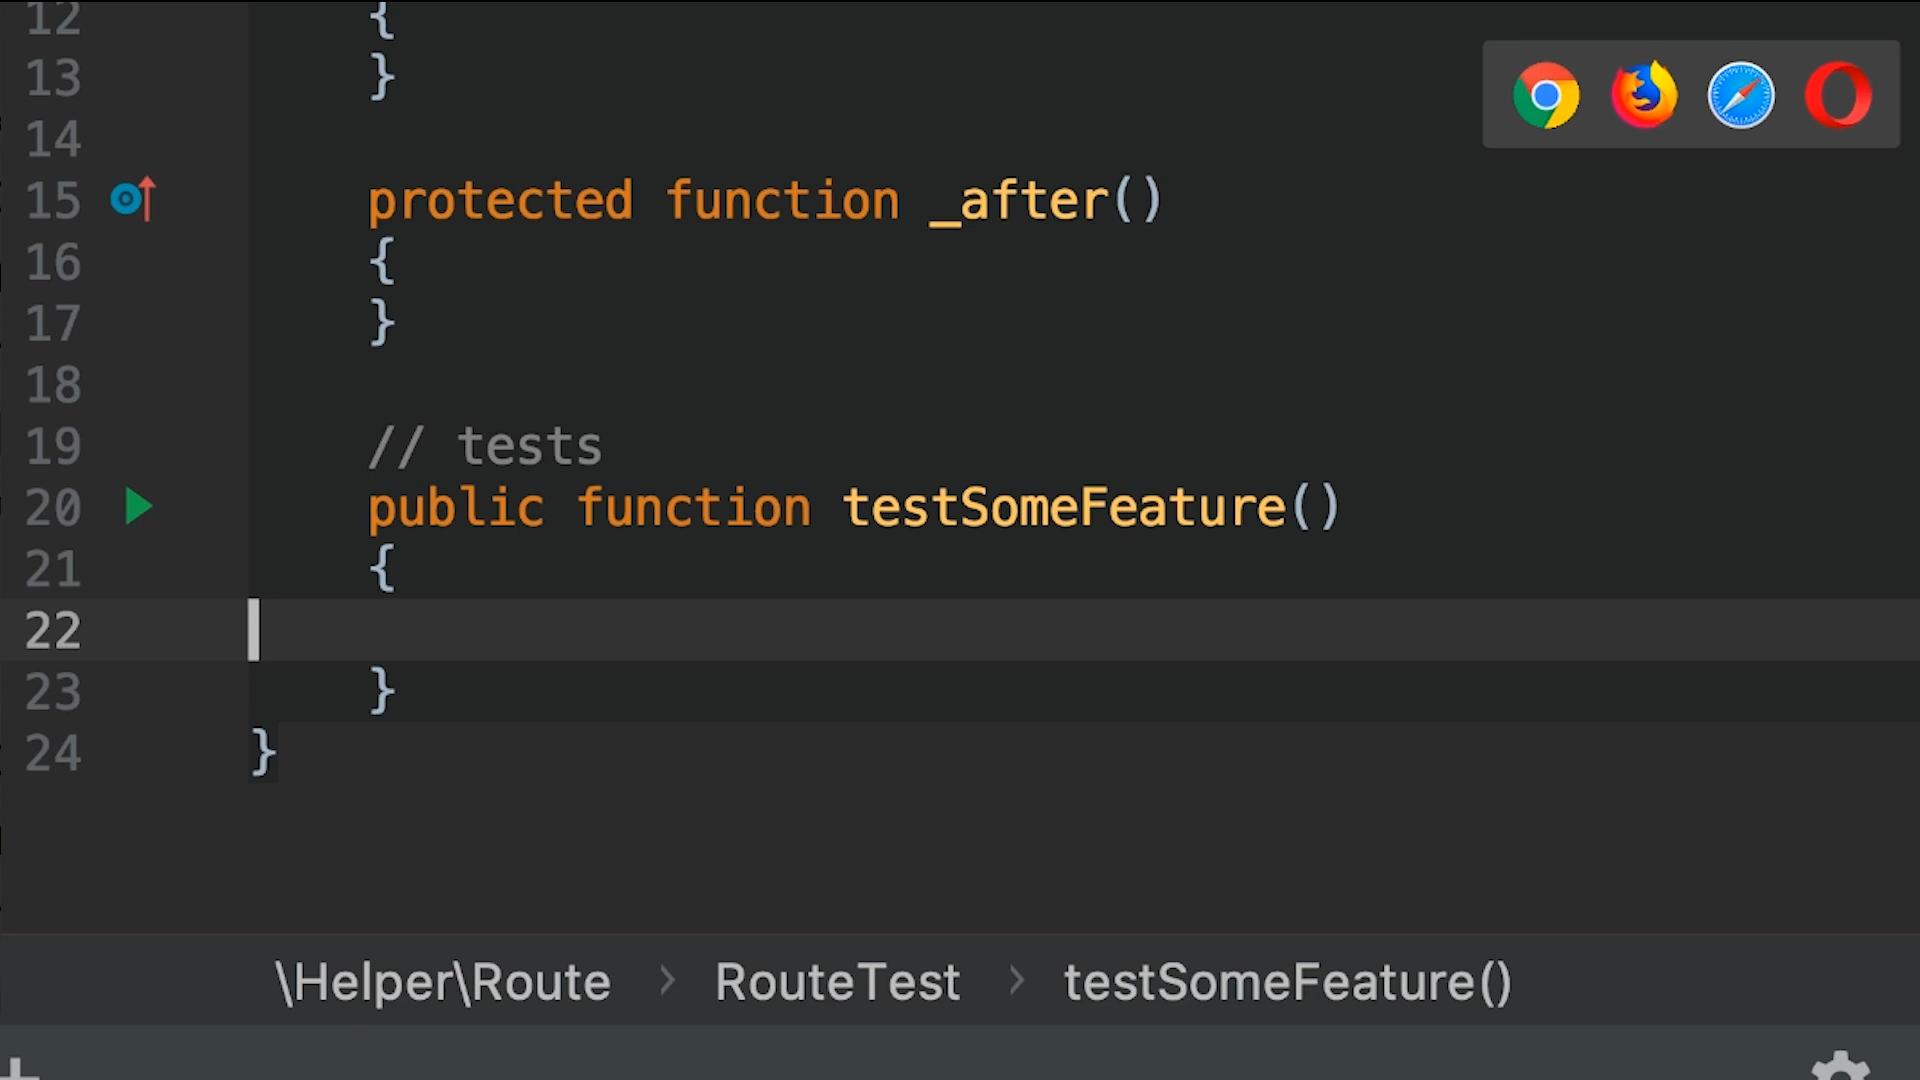 12 {
13 }
14
15 protected function _after()
16 {
17 }
18
19 // tests
20 public function testSomeFeature()
21 {
22
23 }
24 }
\Helper\Route > RouteTest > testSomeFeature()